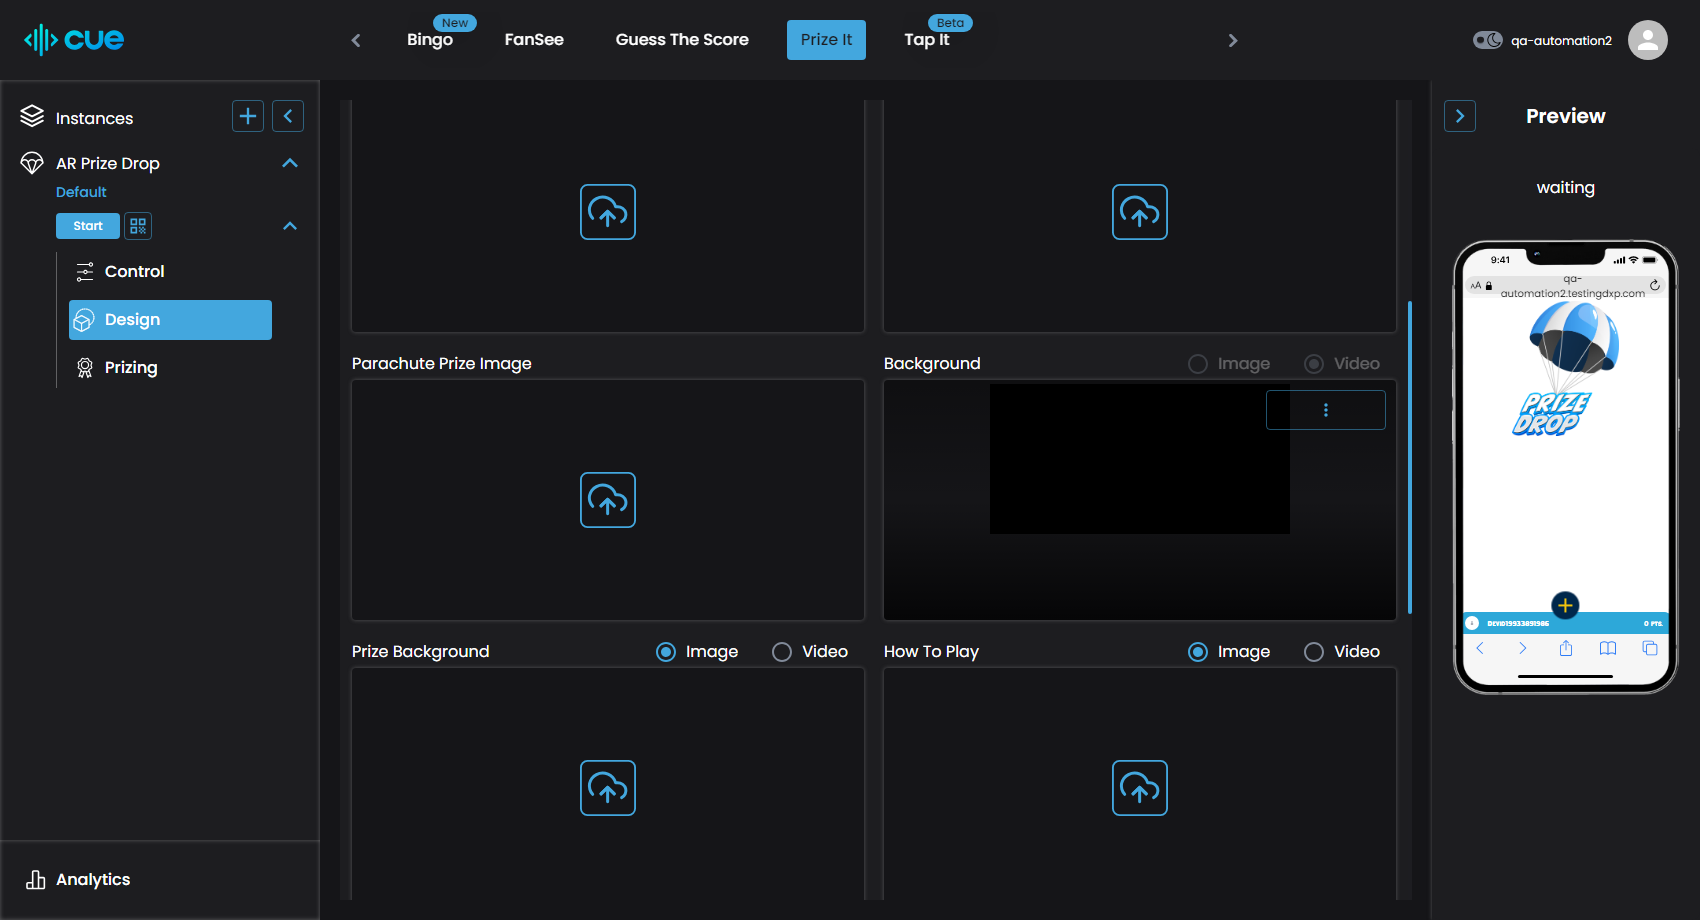 cue
Bingo
New
FanSee
Guess The Score
Prize It
Tap It
Beta
qa-automation2
Instances
AR Prize Drop
Default
Start
Control
Design
Prizing
Analytics
Parachute Prize Image
Background
Image
Video
Prize Background
Image
Video
How To Play
Image
Video
Preview
waiting
9:41
AA
qa-
automation2.testingdxp.com
PRIZE
DROP
0 PTS.